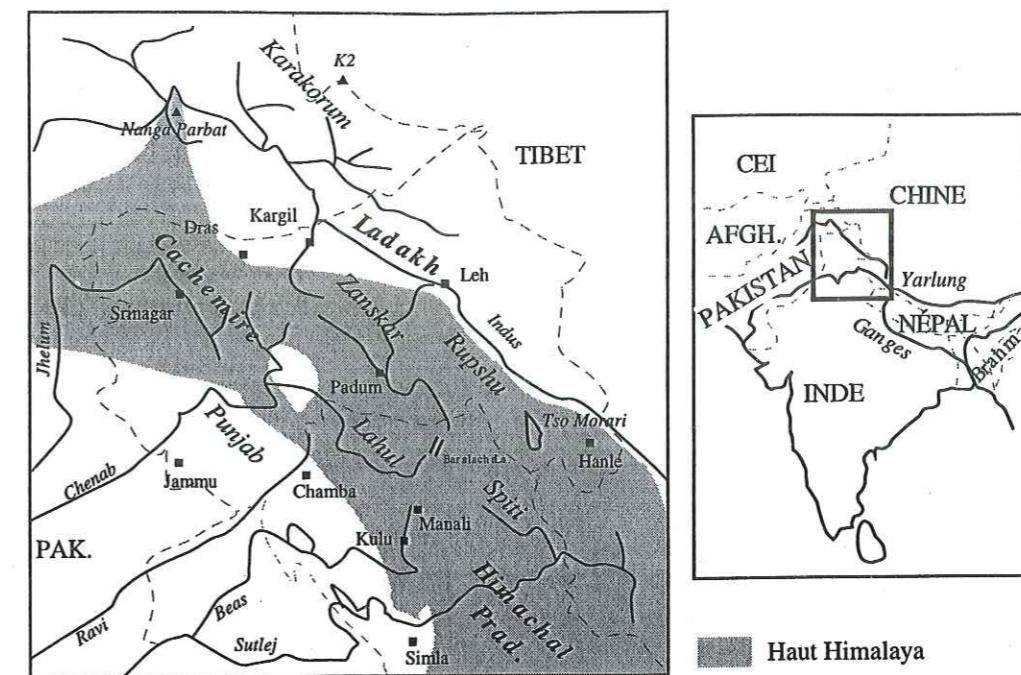 K2
Karakorum
Nanga Parbat
TIBET
Kargil
Dras
Ladakh
Cachemire
Leh
Zanskar
Srinagar
Indus
Rupshu
Jhelum
Padum
Tso Morari
Punjab
Lahul
Hanle
Baralacha La
Chenab
Jammu
Chamba
Spiti
Manali
PAK.
Kulu
Himachal
Prad.
Beas
Ravi
Sutlej
Simla
CEI
CHINE
AFGH.
PAKISTAN
Yarlung
NÉPAL
Ganges
Brahm.
INDE
Haut Himalaya